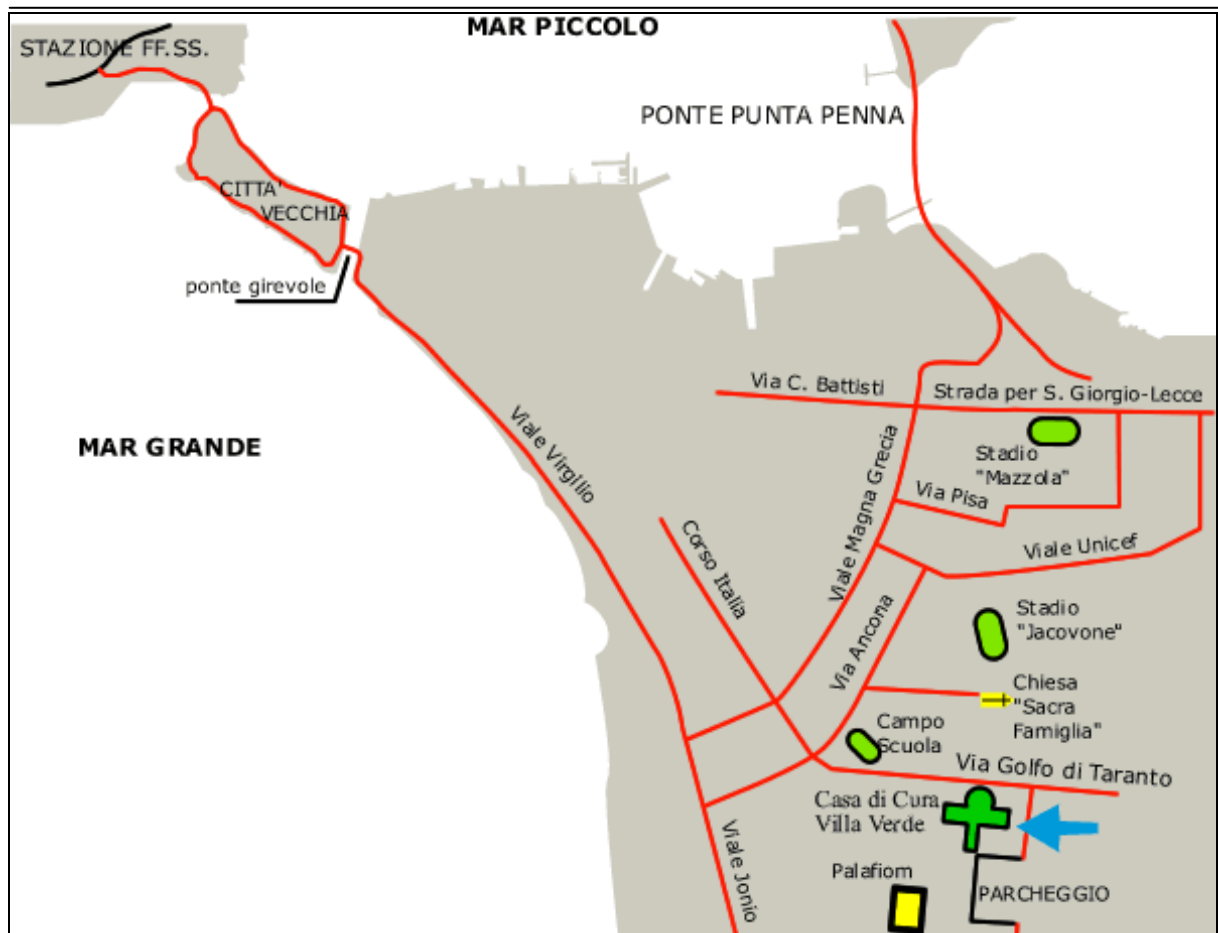 MAR PICCOLO
STAZIONE FF.SS.
PONTE PUNTA PENNA
CITTA'
VECCHIA
ponte girevole
Via C. Battisti
Strada per S. Giorgio-Lecce
MAR GRANDE
Viale Virgilio
Viale Magna Grecia
Stadio
"Mazzola"
Via Pisa
Corso Italia
Viale Unicef
Via Ancona
Stadio
"Jacovone"
Chiesa
"Sacra
Famiglia"
Campo
Scuola
Via Golfo di Taranto
Casa di Cura
Villa Verde
Viale Jonio
Palafiom
PARCHEGGIO